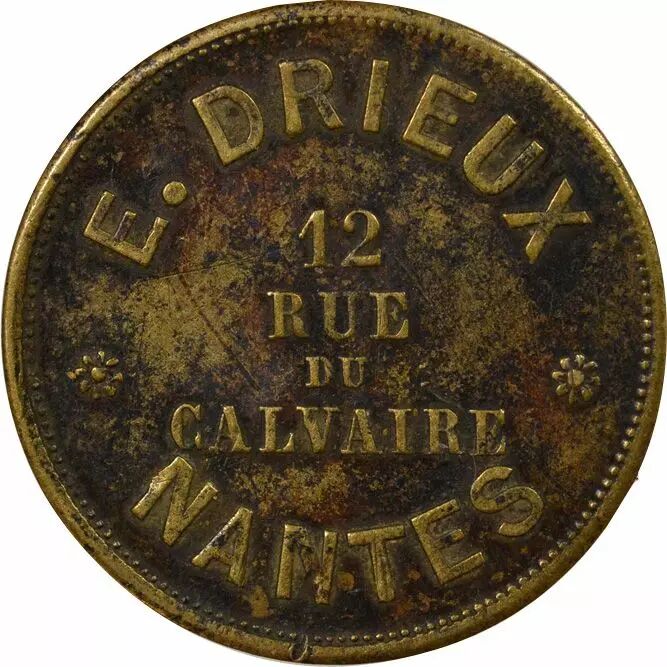 E. DRIEUX
12
RUE
DU
CALVAIRE
NANTES